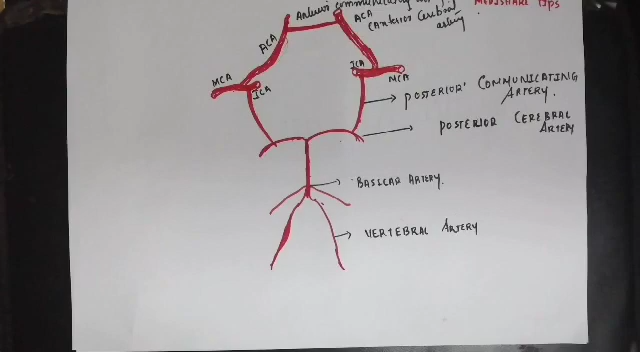 Anterior communicating
MEDISHARE TIPS
ACA
(Anterior Cerebral
artery)
ACA
ICA
MCA
MCA
ICA
POSTERIOR COMMUNICATING
ARTERY.
POSTERIOR CEREBRAL
ARTERY
BASILAR ARTERY.
VERTEBRAL ARTERY